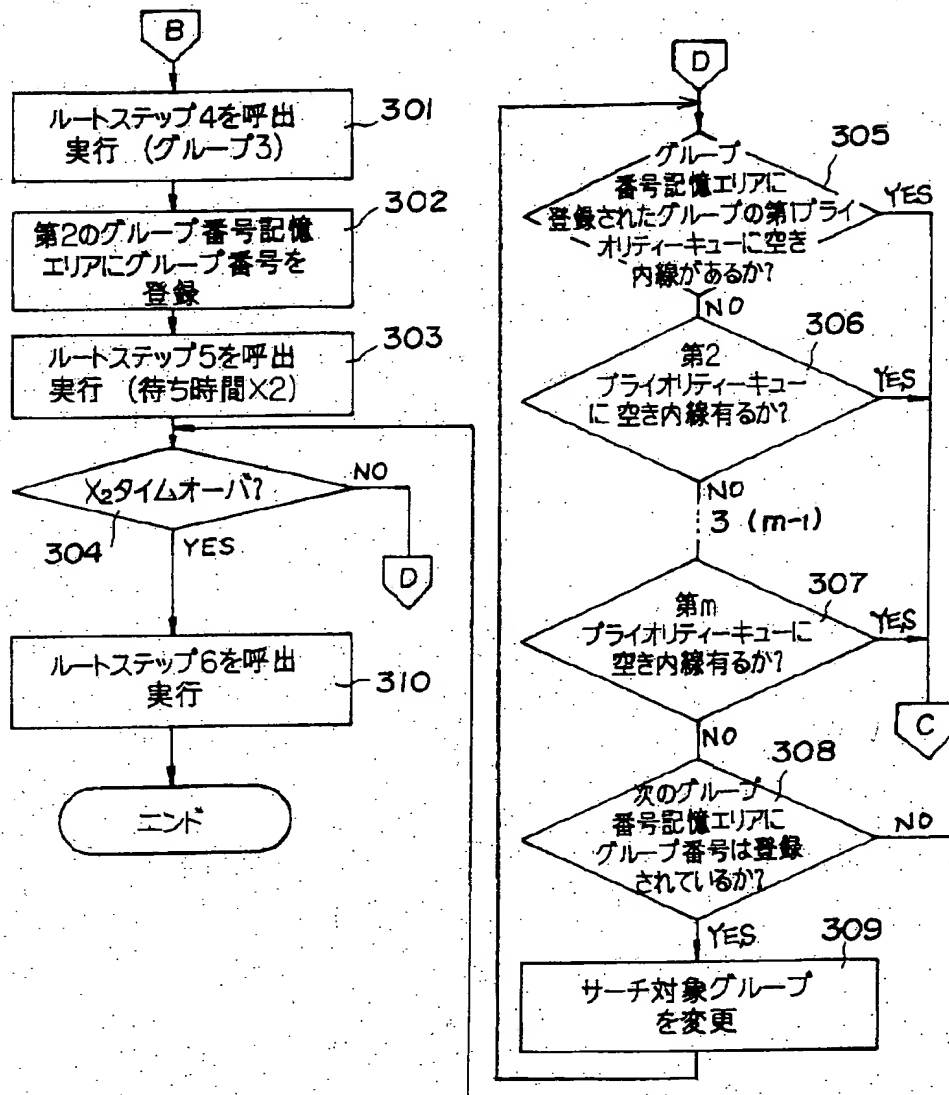 B
ルートステップ4を呼出
実行 (グループ3)
301
第2のグループ番号記憶
エリアにグループ番号を
登録
302
ルートステップ5を呼出
実行 (待ち時間X2)
303
X2タイムオーバ?
NO
304
YES
D
ルートステップ6を呼出
実行
310
エンド
D
グループ
番号記憶エリアに
登録されたグループの第1プライ
オリティーキューに空き
内線があるか?
305
YES
NO
306
第2
プライオリティーキュー
に空き内線有るか?
YES
NO
3 (m-1)
307
第m
プライオリティーキューに
空き内線有るか?
YES
C
NO
308
次のグループ
番号記憶エリアに
グループ番号は登録
されているか?
NO
YES
309
サーチ対象グループ
を変更